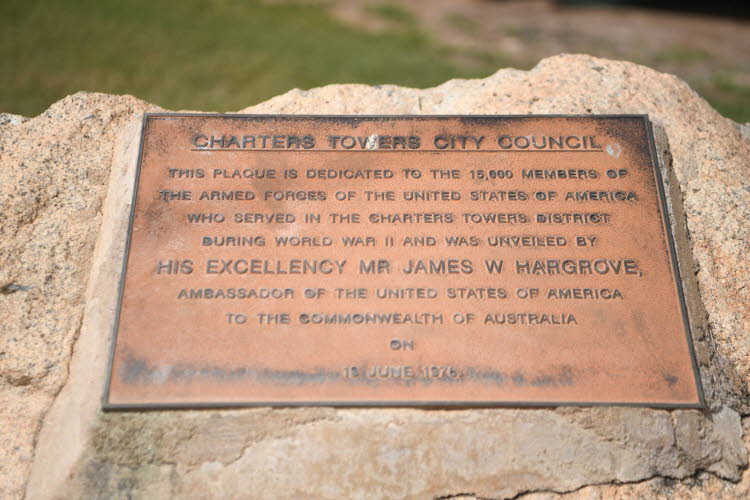 CHARTERS TOWERS CITY COUNCIL
THIS PLAQUE IS DEDICATED TO THE 15,000 MEMBERS OF
THE ARMED FORCES OF THE UNITED STATES OF AMERICA
WHO SERVED IN THE CHARTERS TOWERS DISTRICT
DURING WORLD WAR II AND WAS UNVEILED BY
HIS EXCELLENCY MR JAMES W HARGROVE,
AMBASSADOR OF THE UNITED STATES OF AMERICA
TO THE COMMONWEALTH OF AUSTRALIA
ON
JUNE 1976.